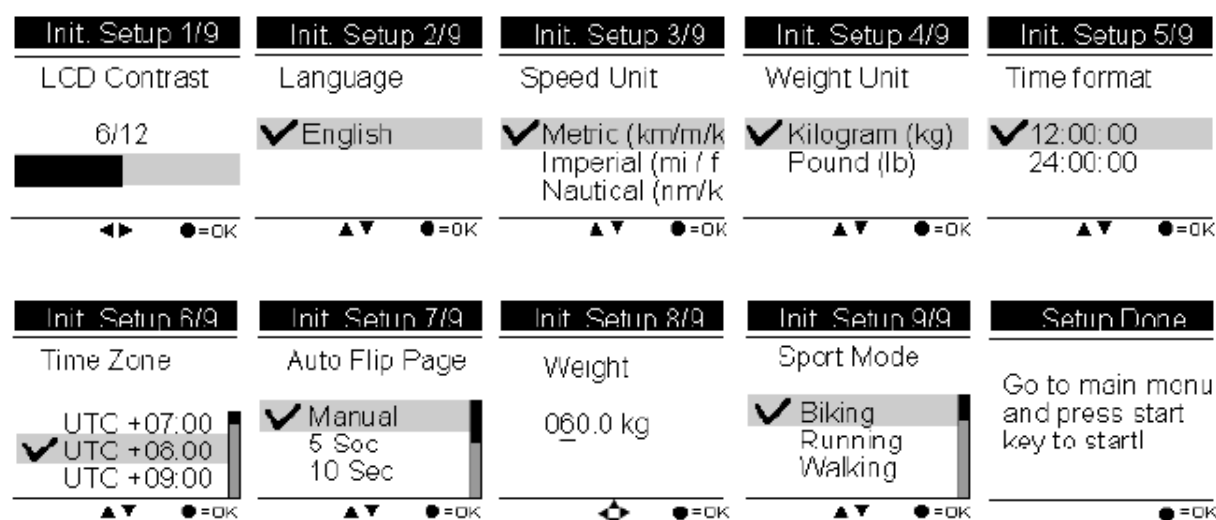 Init. Setup 1/9
LCD Contrast
6/12
◀▶ ●=OK
Init. Setup 2/9
Language
✔English
▲▼ ●=OK
Init. Setup 3/9
Speed Unit
✔Metric (km/m/k
Imperial (mi / f
Nautical (nm/k
▲▼ ●=OK
Init. Setup 4/9
Weight Unit
✔Kilogram (kg)
Pound (lb)
▲▼ ●=OK
Init. Setup 5/9
Time format
✔12:00:00
24:00:00
▲▼ ●=OK
Init. Setup 6/9
Time Zone
UTC +07:00
✔UTC +08:00
UTC +09:00
▲▼ ●=OK
Init. Setup 7/9
Auto Flip Page
✔Manual
5 Sec
10 Sec
▲▼ ●=OK
Init. Setup 8/9
Weight
060.0 kg
●=OK
Init. Setup 9/9
Sport Mode
✔Biking
Running
Walking
▲▼ ●=OK
Setup Done
Go to main menu
and press start
key to start!
●=OK